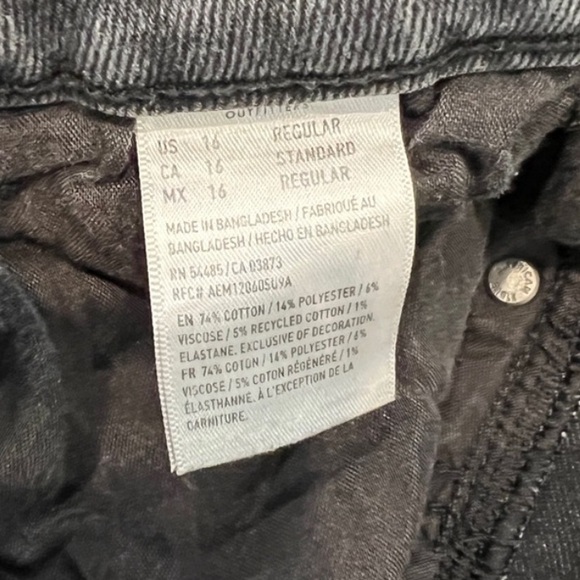 OUTFITTERS
US 16 REGULAR
CA 16 STANDARD
MX 16 REGULAR
MADE IN BANGLADESH / FABRIQUÉ AU
BANGLADESH / HECHO EN BANGLADESH
RN 54485 / CA 03873
RFC# AEM1206050U9A
EN 74% COTTON / 14% POLYESTER / 6%
VISCOSE / 5% RECYCLED COTTON / 1%
ELASTANE. EXCLUSIVE OF DECORATION.
FR 74% COTON / 14% POLYESTER / 6%
VISCOSE / 5% COTON RÉGÉNÉRÉ / 1%
ÉLASTHANNE. À L'EXCEPTION DE LA
GARNITURE.